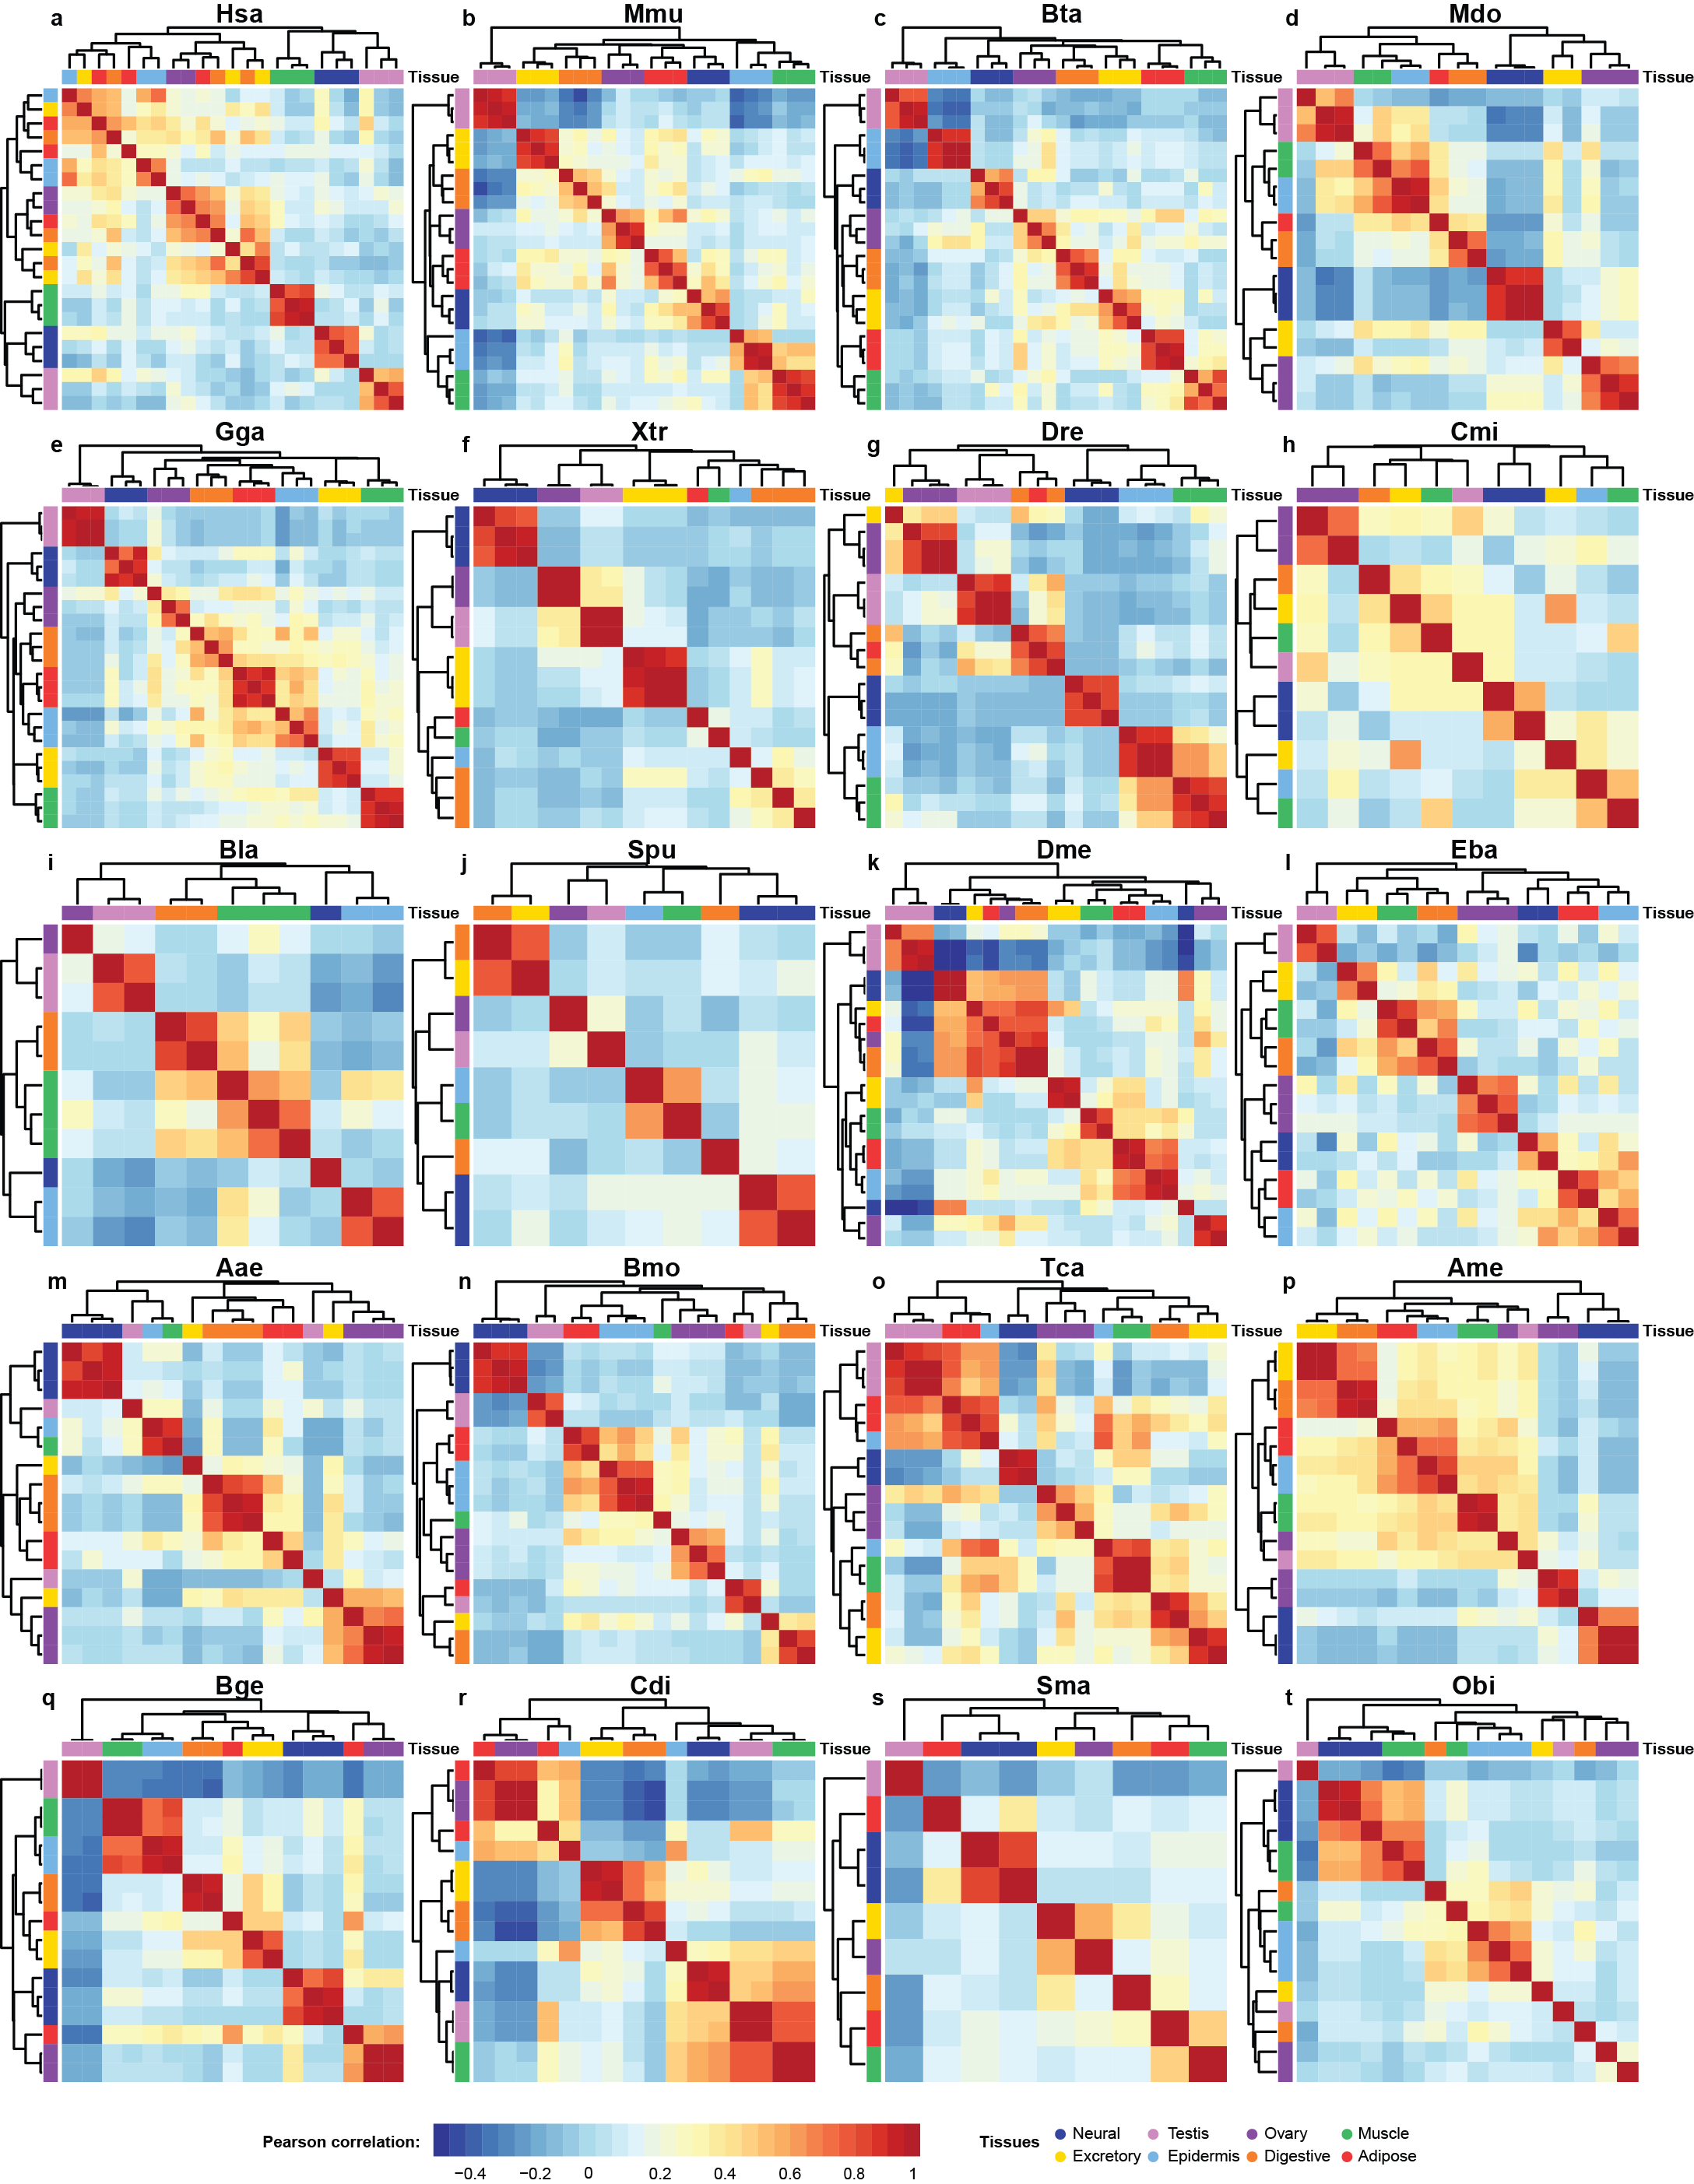 a Hsa Tissue
b Mmu Tissue
c Bta Tissue
d Mdo Tissue
e Gga Tissue
f Xtr Tissue
g Dre Tissue
h Cmi Tissue
i Bla Tissue
j Spu Tissue
k Dme Tissue
l Eba Tissue
m Aae Tissue
n Bmo Tissue
o Tca Tissue
p Ame Tissue
q Bge Tissue
r Cdi Tissue
s Sma Tissue
t Obi Tissue
Pearson correlation:
−0.4 −0.2 0 0.2 0.4 0.6 0.8 1
Tissues
Neural Testis Ovary Muscle
Excretory Epidermis Digestive Adipose